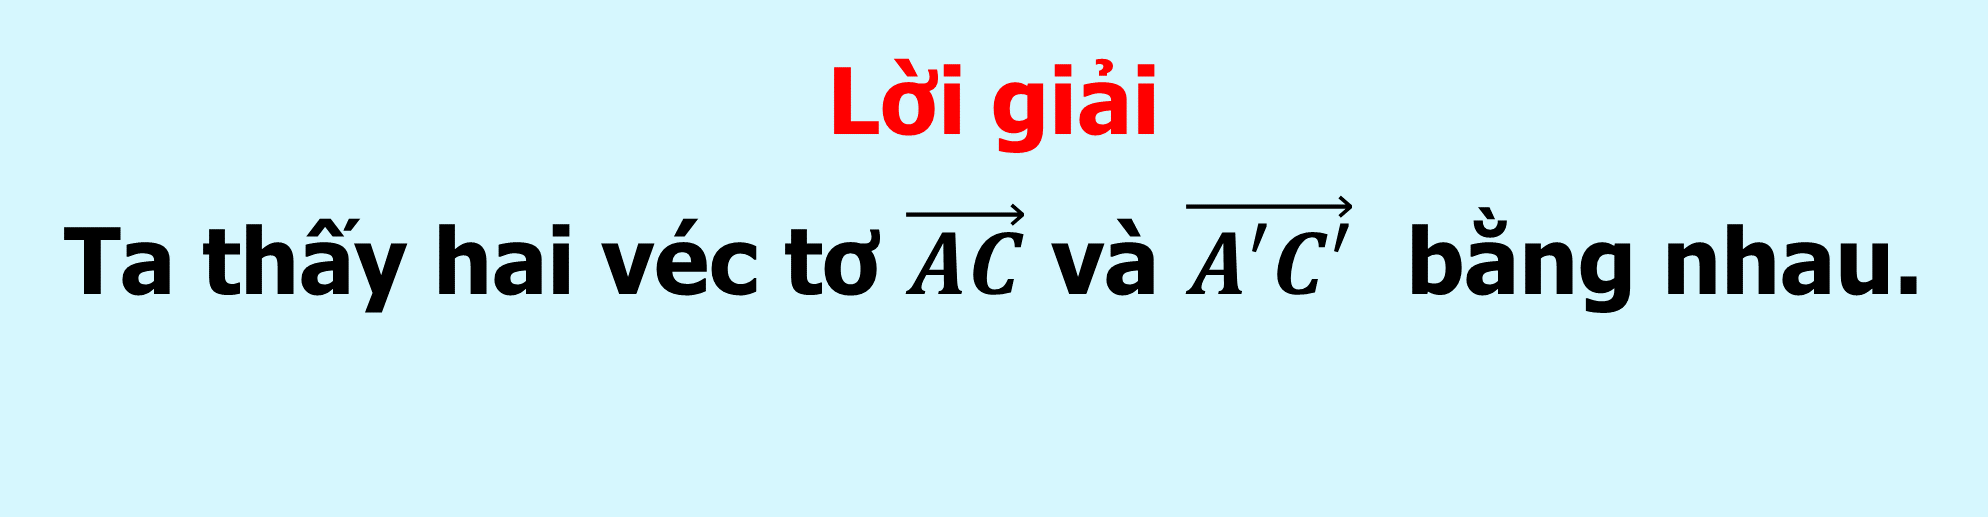 Lời giải
Ta thấy hai véc tơ $\overrightarrow{AC}$ và $\overrightarrow{A'C'}$ bằng nhau.